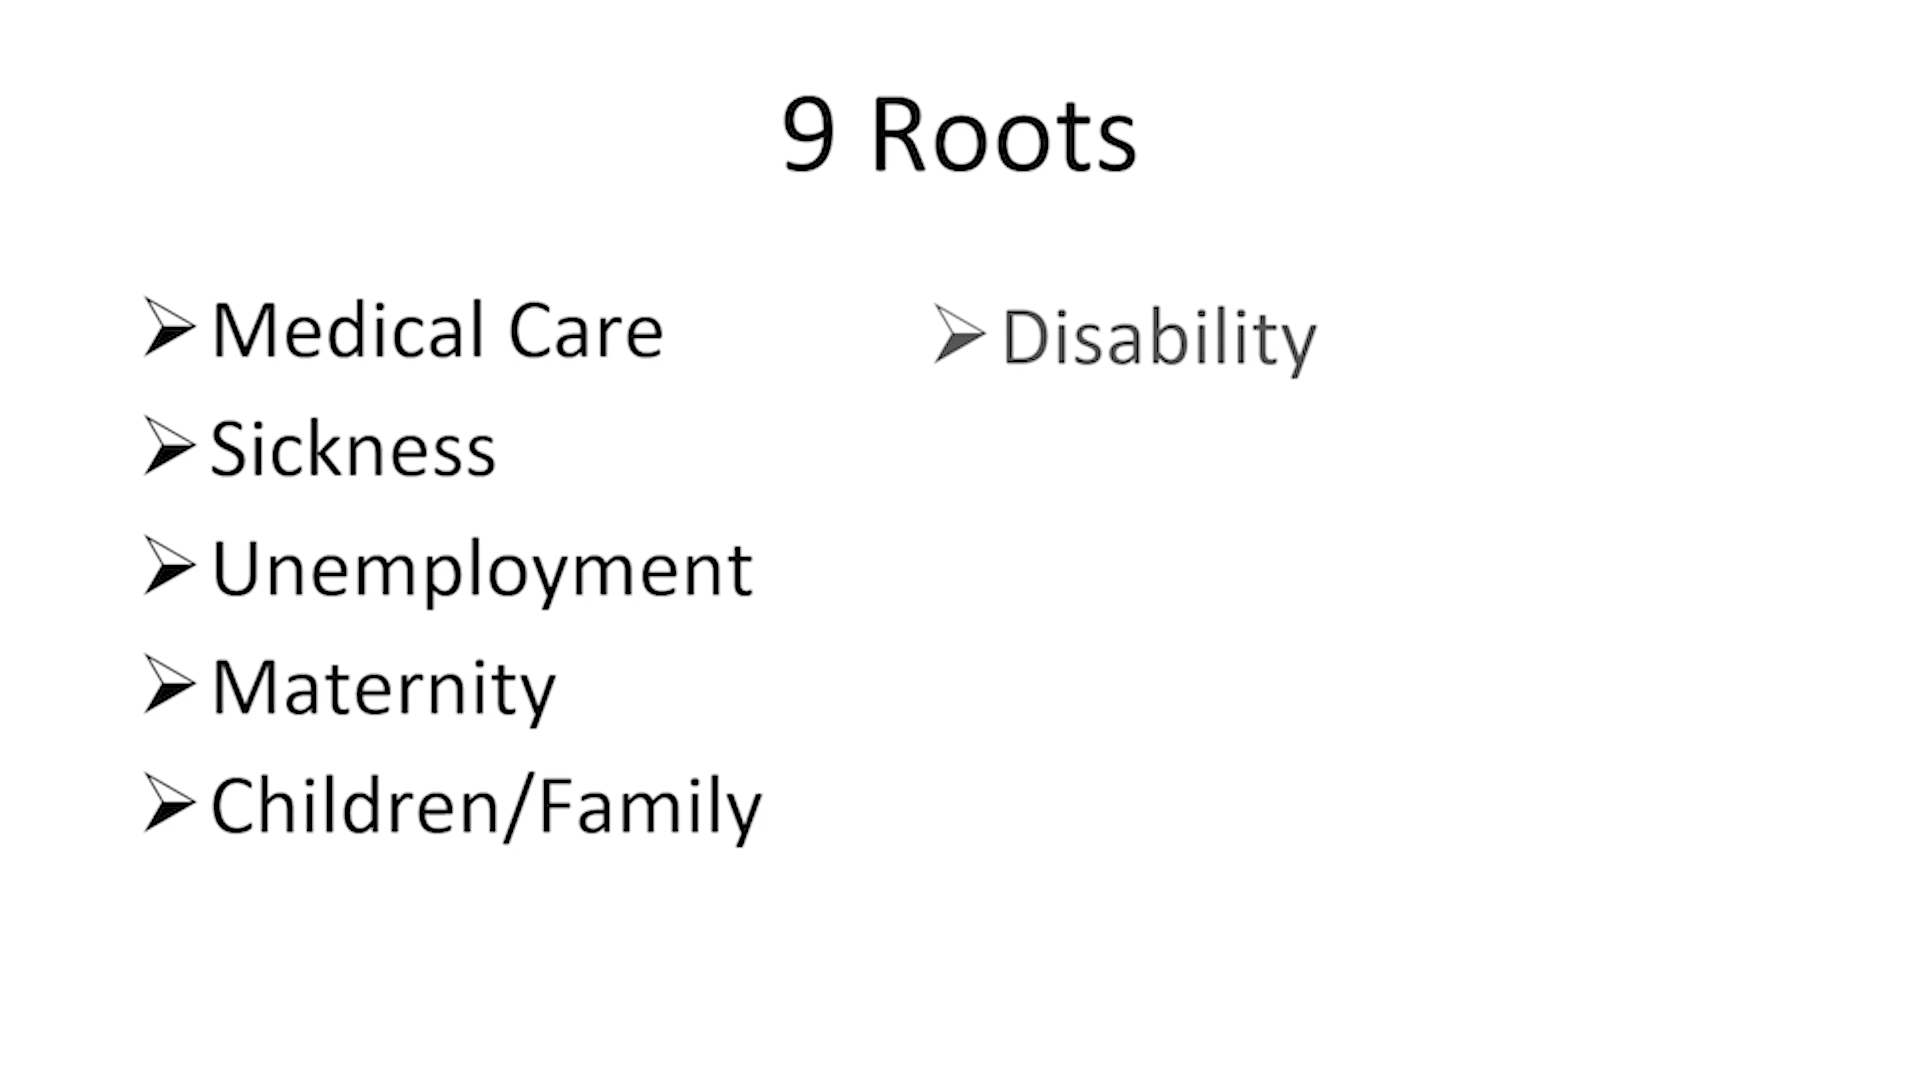 9 Roots
Medical Care
Sickness
Unemployment
Maternity
Children/Family
Disability